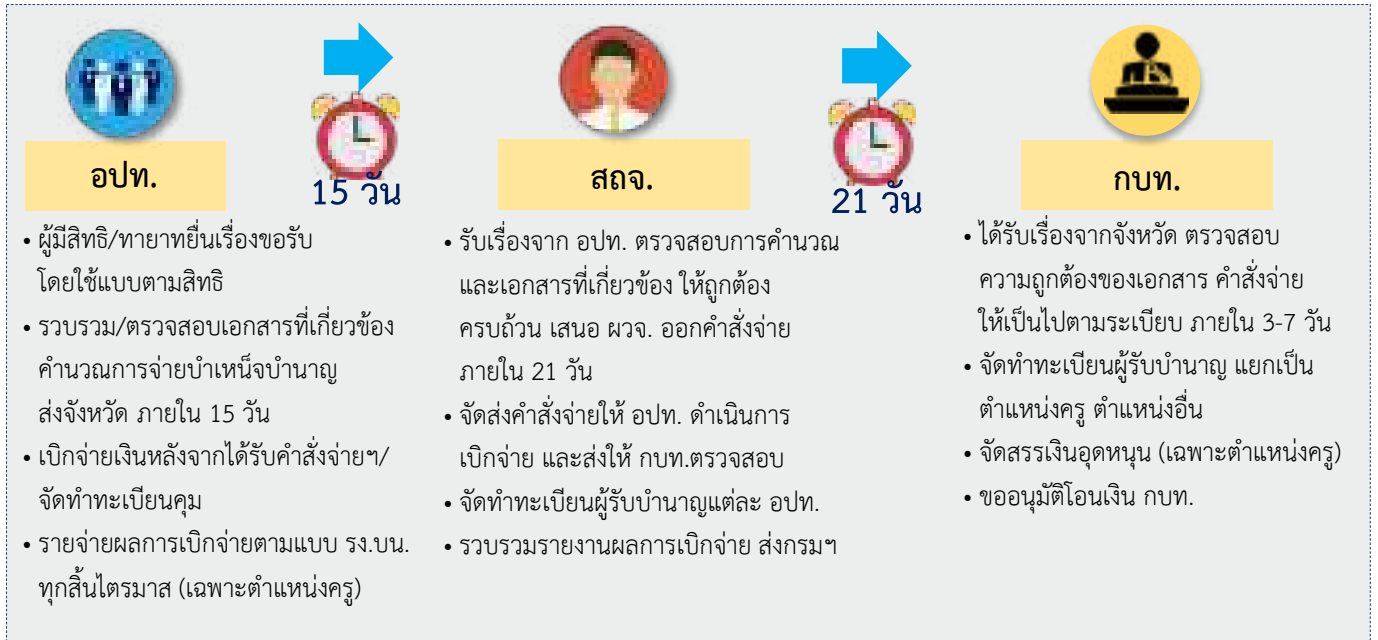 อปท.
15 วัน
สถจ.
21 วัน
กบท.
• ผู้มีสิทธิ/ทายาทยื่นเรื่องขอรับ
โดยใช้แบบตามสิทธิ
• รวบรวม/ตรวจสอบเอกสารที่เกี่ยวข้อง
คำนวณการจ่ายบำเหน็จบำนาญ
ส่งจังหวัด ภายใน 15 วัน
• เบิกจ่ายเงินหลังจากได้รับคำสั่งจ่ายฯ/
จัดทำทะเบียนคุม
• รายจ่ายผลการเบิกจ่ายตามแบบ รง.บน.
ทุกสิ้นไตรมาส (เฉพาะตำแหน่งครู)
• รับเรื่องจาก อปท. ตรวจสอบการคำนวณ
และเอกสารที่เกี่ยวข้อง ให้ถูกต้อง
ครบถ้วน เสนอ ผวจ. ออกคำสั่งจ่าย
ภายใน 21 วัน
• จัดส่งคำสั่งจ่ายให้ อปท. ดำเนินการ
เบิกจ่าย และส่งให้ กบท.ตรวจสอบ
• จัดทำทะเบียนผู้รับบำนาญแต่ละ อปท.
• รวบรวมรายงานผลการเบิกจ่าย ส่งกรมฯ
• ได้รับเรื่องจากจังหวัด ตรวจสอบ
ความถูกต้องของเอกสาร คำสั่งจ่าย
ให้เป็นไปตามระเบียบ ภายใน 3-7 วัน
• จัดทำทะเบียนผู้รับบำนาญ แยกเป็น
ตำแหน่งครู ตำแหน่งอื่น
• จัดสรรเงินอุดหนุน (เฉพาะตำแหน่งครู)
• ขออนุมัติโอนเงิน กบท.